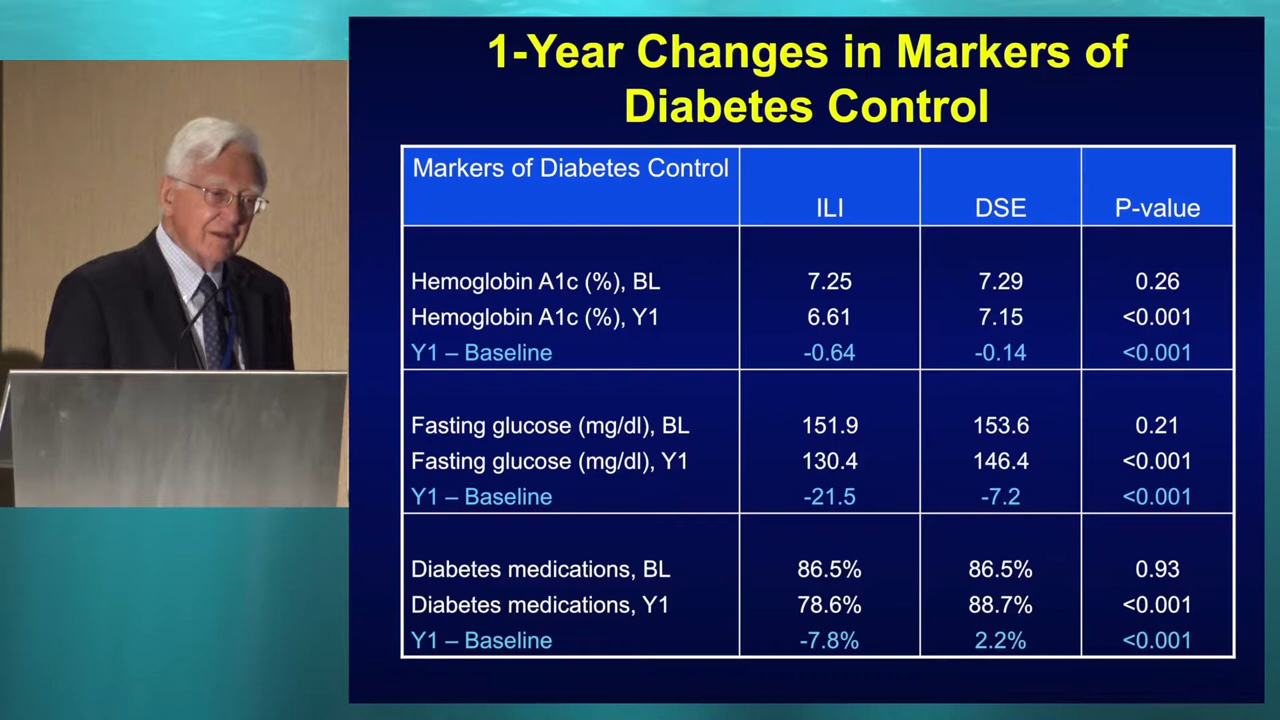 1-Year Changes in Markers of
Diabetes Control
Markers of Diabetes Control
ILI DSE P-value
Hemoglobin A1c (%), BL 7.25 7.29 0.26
Hemoglobin A1c (%), Y1 6.61 7.15 <0.001
Y1 – Baseline -0.64 -0.14 <0.001
Fasting glucose (mg/dl), BL 151.9 153.6 0.21
Fasting glucose (mg/dl), Y1 130.4 146.4 <0.001
Y1 – Baseline -21.5 -7.2 <0.001
Diabetes medications, BL 86.5% 86.5% 0.93
Diabetes medications, Y1 78.6% 88.7% <0.001
Y1 – Baseline -7.8% 2.2% <0.001